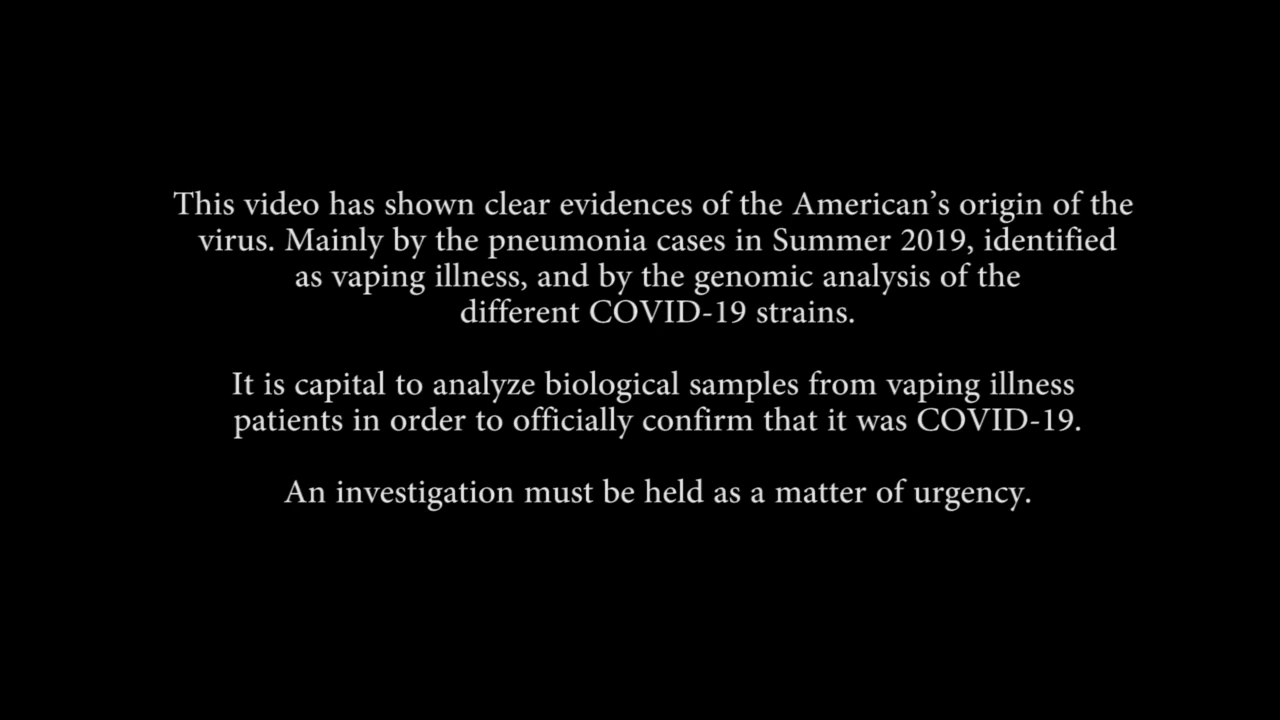 This video has shown clear evidences of the American’s origin of the
virus. Mainly by the pneumonia cases in Summer 2019, identified
as vaping illness, and by the genomic analysis of the
different COVID-19 strains.
It is capital to analyze biological samples from vaping illness
patients in order to officially confirm that it was COVID-19.
An investigation must be held as a matter of urgency.